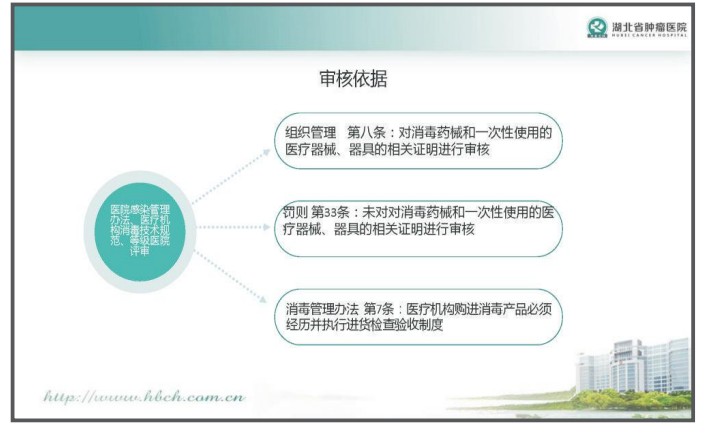 湖北省肿瘤医院
HUBEI CANCER HOSPITAL
审核依据
组织管理 第八条：对消毒药械和一次性使用的
医疗器械、器具的相关证明进行审核
医院感染管理
办法、医疗机
构消毒技术规
范、等级医院
评审
罚则 第33条：未对对消毒药械和一次性使用的医
疗器械、器具的相关证明进行审核
消毒管理办法 第7条：医疗机构购进消毒产品必须
经历并执行进货检查验收制度
http://www.hbch.com.cn